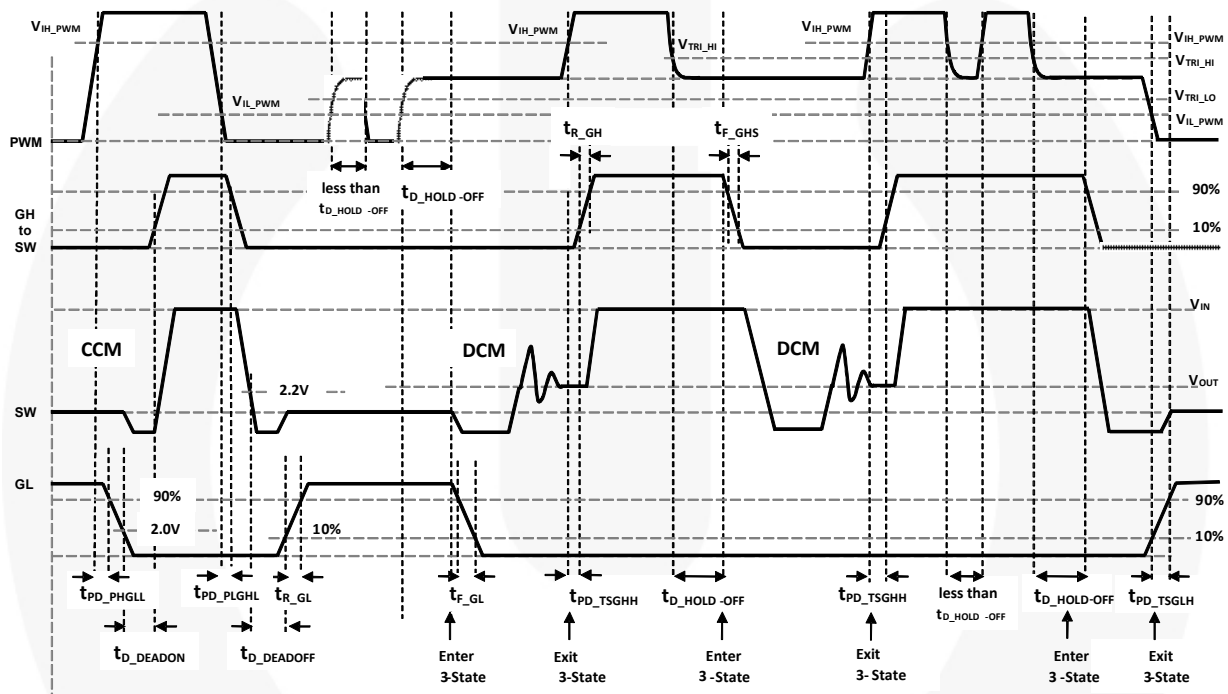 VIH_PWM
VIH_PWM
VIH_PWM
VIH_PWM
VTRI_HI
VTRI_HI
VIL_PWM
VTRI_LO
VIL_PWM
PWM
tR_GH
tF_GHS
less than
tD_HOLD -OFF
tD_HOLD -OFF
90%
10%
GH
to
SW
VIN
CCM
DCM
DCM
2.2V
VOUT
SW
GL
90%
2.0V
10%
90%
10%
tPD_PHGLL
tPD_PLGHL
tR_GL
tF_GL
tPD_TSGHH
tD_HOLD -OFF
tPD_TSGHH
less than
tD_HOLD -OFF
tD_HOLD-OFF
tPD_TSGLH
tD_DEADON
tD_DEADOFF
Enter
3-State
Exit
3-State
Enter
3 -State
Exit
3- State
Enter
3 -State
Exit
3-State